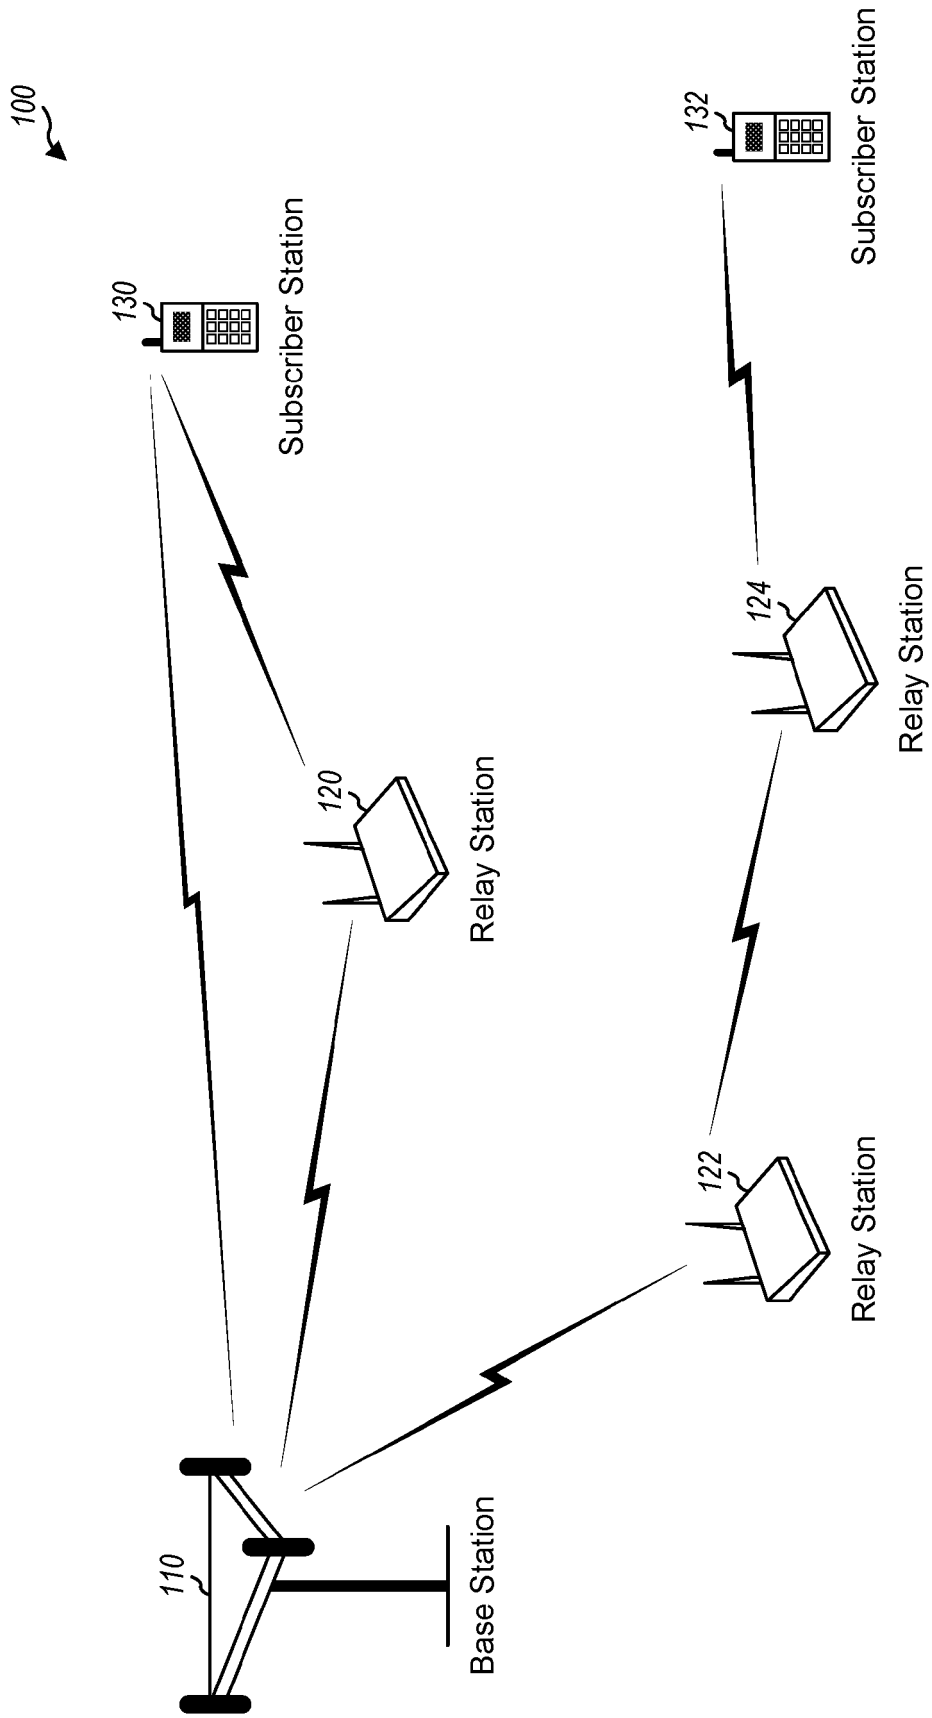 100
130
Subscriber Station
132
Subscriber Station
120
Relay Station
124
Relay Station
122
Relay Station
110
Base Station